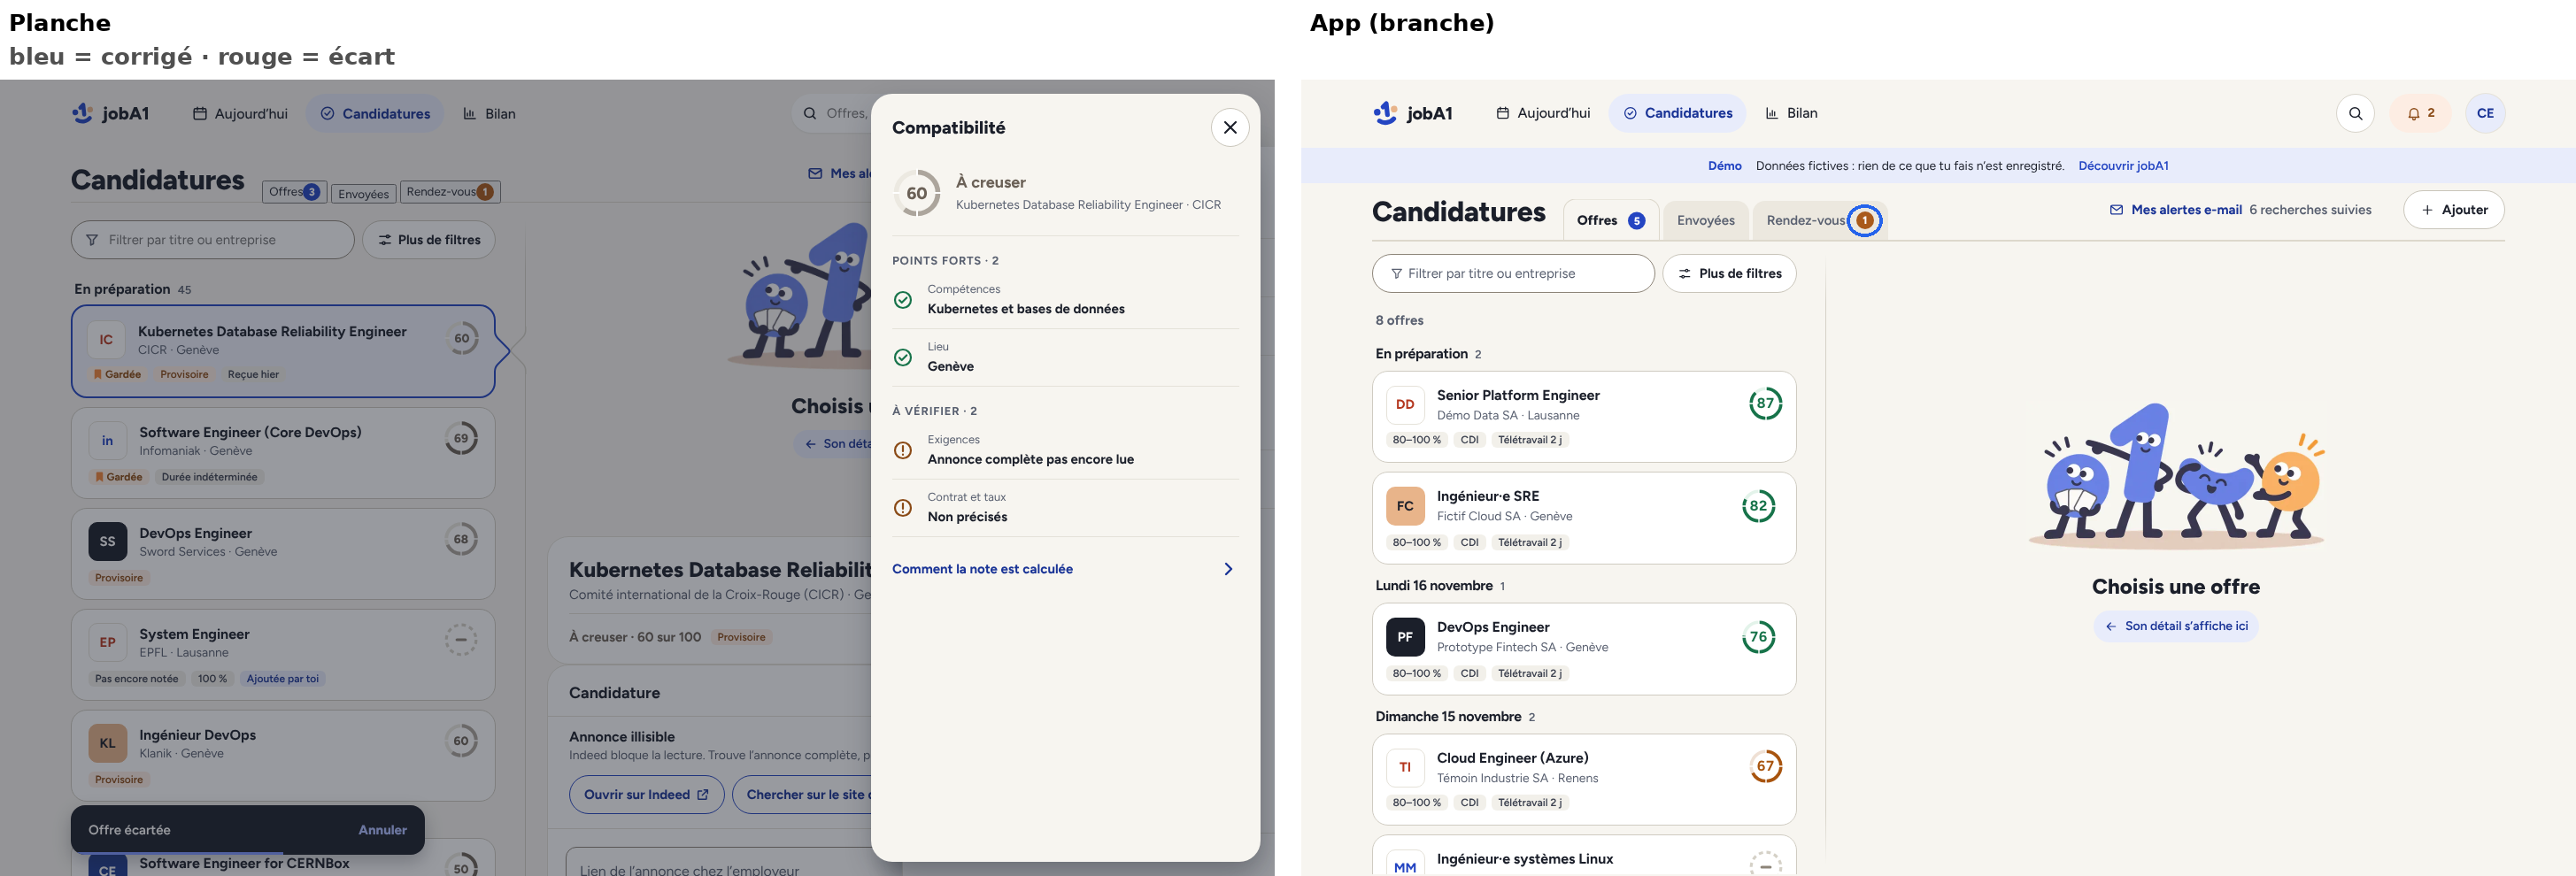 Planche
bleu = corrigé · rouge = écart
jobA1
Aujourd'hui
Candidatures
Bilan
Offres,
Candidatures
Offres 3
Envoyées
Rendez-vous 1
Mes al
Filtrer par titre ou entreprise
Plus de filtres
En préparation 45
IC
Kubernetes Database Reliability Engineer
CICR · Genève
60
Gardée
Provisoire
Reçue hier
in
Software Engineer (Core DevOps)
Infomaniak · Genève
69
Gardée
Durée indéterminée
SS
DevOps Engineer
Sword Services · Genève
68
Provisoire
EP
System Engineer
EPFL · Lausanne
–
Pas encore notée
100 %
Ajoutée par toi
KL
Ingénieur DevOps
Klanik · Genève
60
Provisoire
Offre écartée
Annuler
CE
Software Engineer for CERNBox
50
Choisis
← Son déta
Kubernetes Database Reliabilit
Comité international de la Croix-Rouge (CICR) · Ge
À creuser · 60 sur 100
Provisoire
Candidature
Annonce illisible
Indeed bloque la lecture. Trouve l'annonce complète, p
Ouvrir sur Indeed
Chercher sur le site
Lien de l'annonce chez l'employeur
Compatibilité
60
À creuser
Kubernetes Database Reliability Engineer · CICR
POINTS FORTS · 2
Compétences
Kubernetes et bases de données
Lieu
Genève
À VÉRIFIER · 2
Exigences
Annonce complète pas encore lue
Contrat et taux
Non précisés
Comment la note est calculée
App (branche)
jobA1
Aujourd'hui
Candidatures
Bilan
2
CE
Démo Données fictives : rien de ce que tu fais n'est enregistré. Découvrir jobA1
Candidatures
Offres 5
Envoyées
Rendez-vous 1
Mes alertes e-mail 6 recherches suivies
+ Ajouter
Filtrer par titre ou entreprise
Plus de filtres
8 offres
En préparation 2
DD
Senior Platform Engineer
Démo Data SA · Lausanne
87
80–100 %
CDI
Télétravail 2 j
FC
Ingénieur·e SRE
Fictif Cloud SA · Genève
82
80–100 %
CDI
Télétravail 2 j
Lundi 16 novembre 1
PF
DevOps Engineer
Prototype Fintech SA · Genève
76
80–100 %
CDI
Télétravail 2 j
Dimanche 15 novembre 2
TI
Cloud Engineer (Azure)
Témoin Industrie SA · Renens
67
80–100 %
CDI
Télétravail 2 j
MM
Ingénieur·e systèmes Linux
–
Choisis une offre
← Son détail s'affiche ici